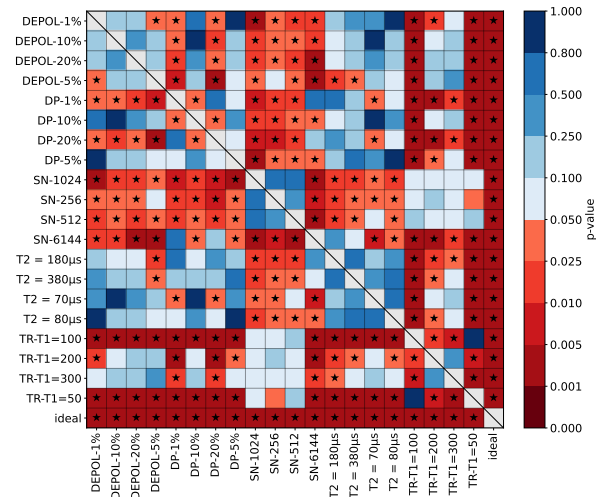 DEPOL-1%
DEPOL-10%
DEPOL-20%
DEPOL-5%
DP-1%
DP-10%
DP-20%
DP-5%
SN-1024
SN-256
SN-512
SN-6144
T2 = 180μs
T2 = 380μs
T2 = 70μs
T2 = 80μs
TR-T1=100
TR-T1=200
TR-T1=300
TR-T1=50
ideal
DEPOL-1%
DEPOL-10%
DEPOL-20%
DEPOL-5%
DP-1%
DP-10%
DP-20%
DP-5%
SN-1024
SN-256
SN-512
SN-6144
T2 = 180μs
T2 = 380μs
T2 = 70μs
T2 = 80μs
TR-T1=100
TR-T1=200
TR-T1=300
TR-T1=50
ideal
1.000
0.800
0.500
0.250
0.100
0.050
0.025
0.010
0.005
0.001
0.000
p-value